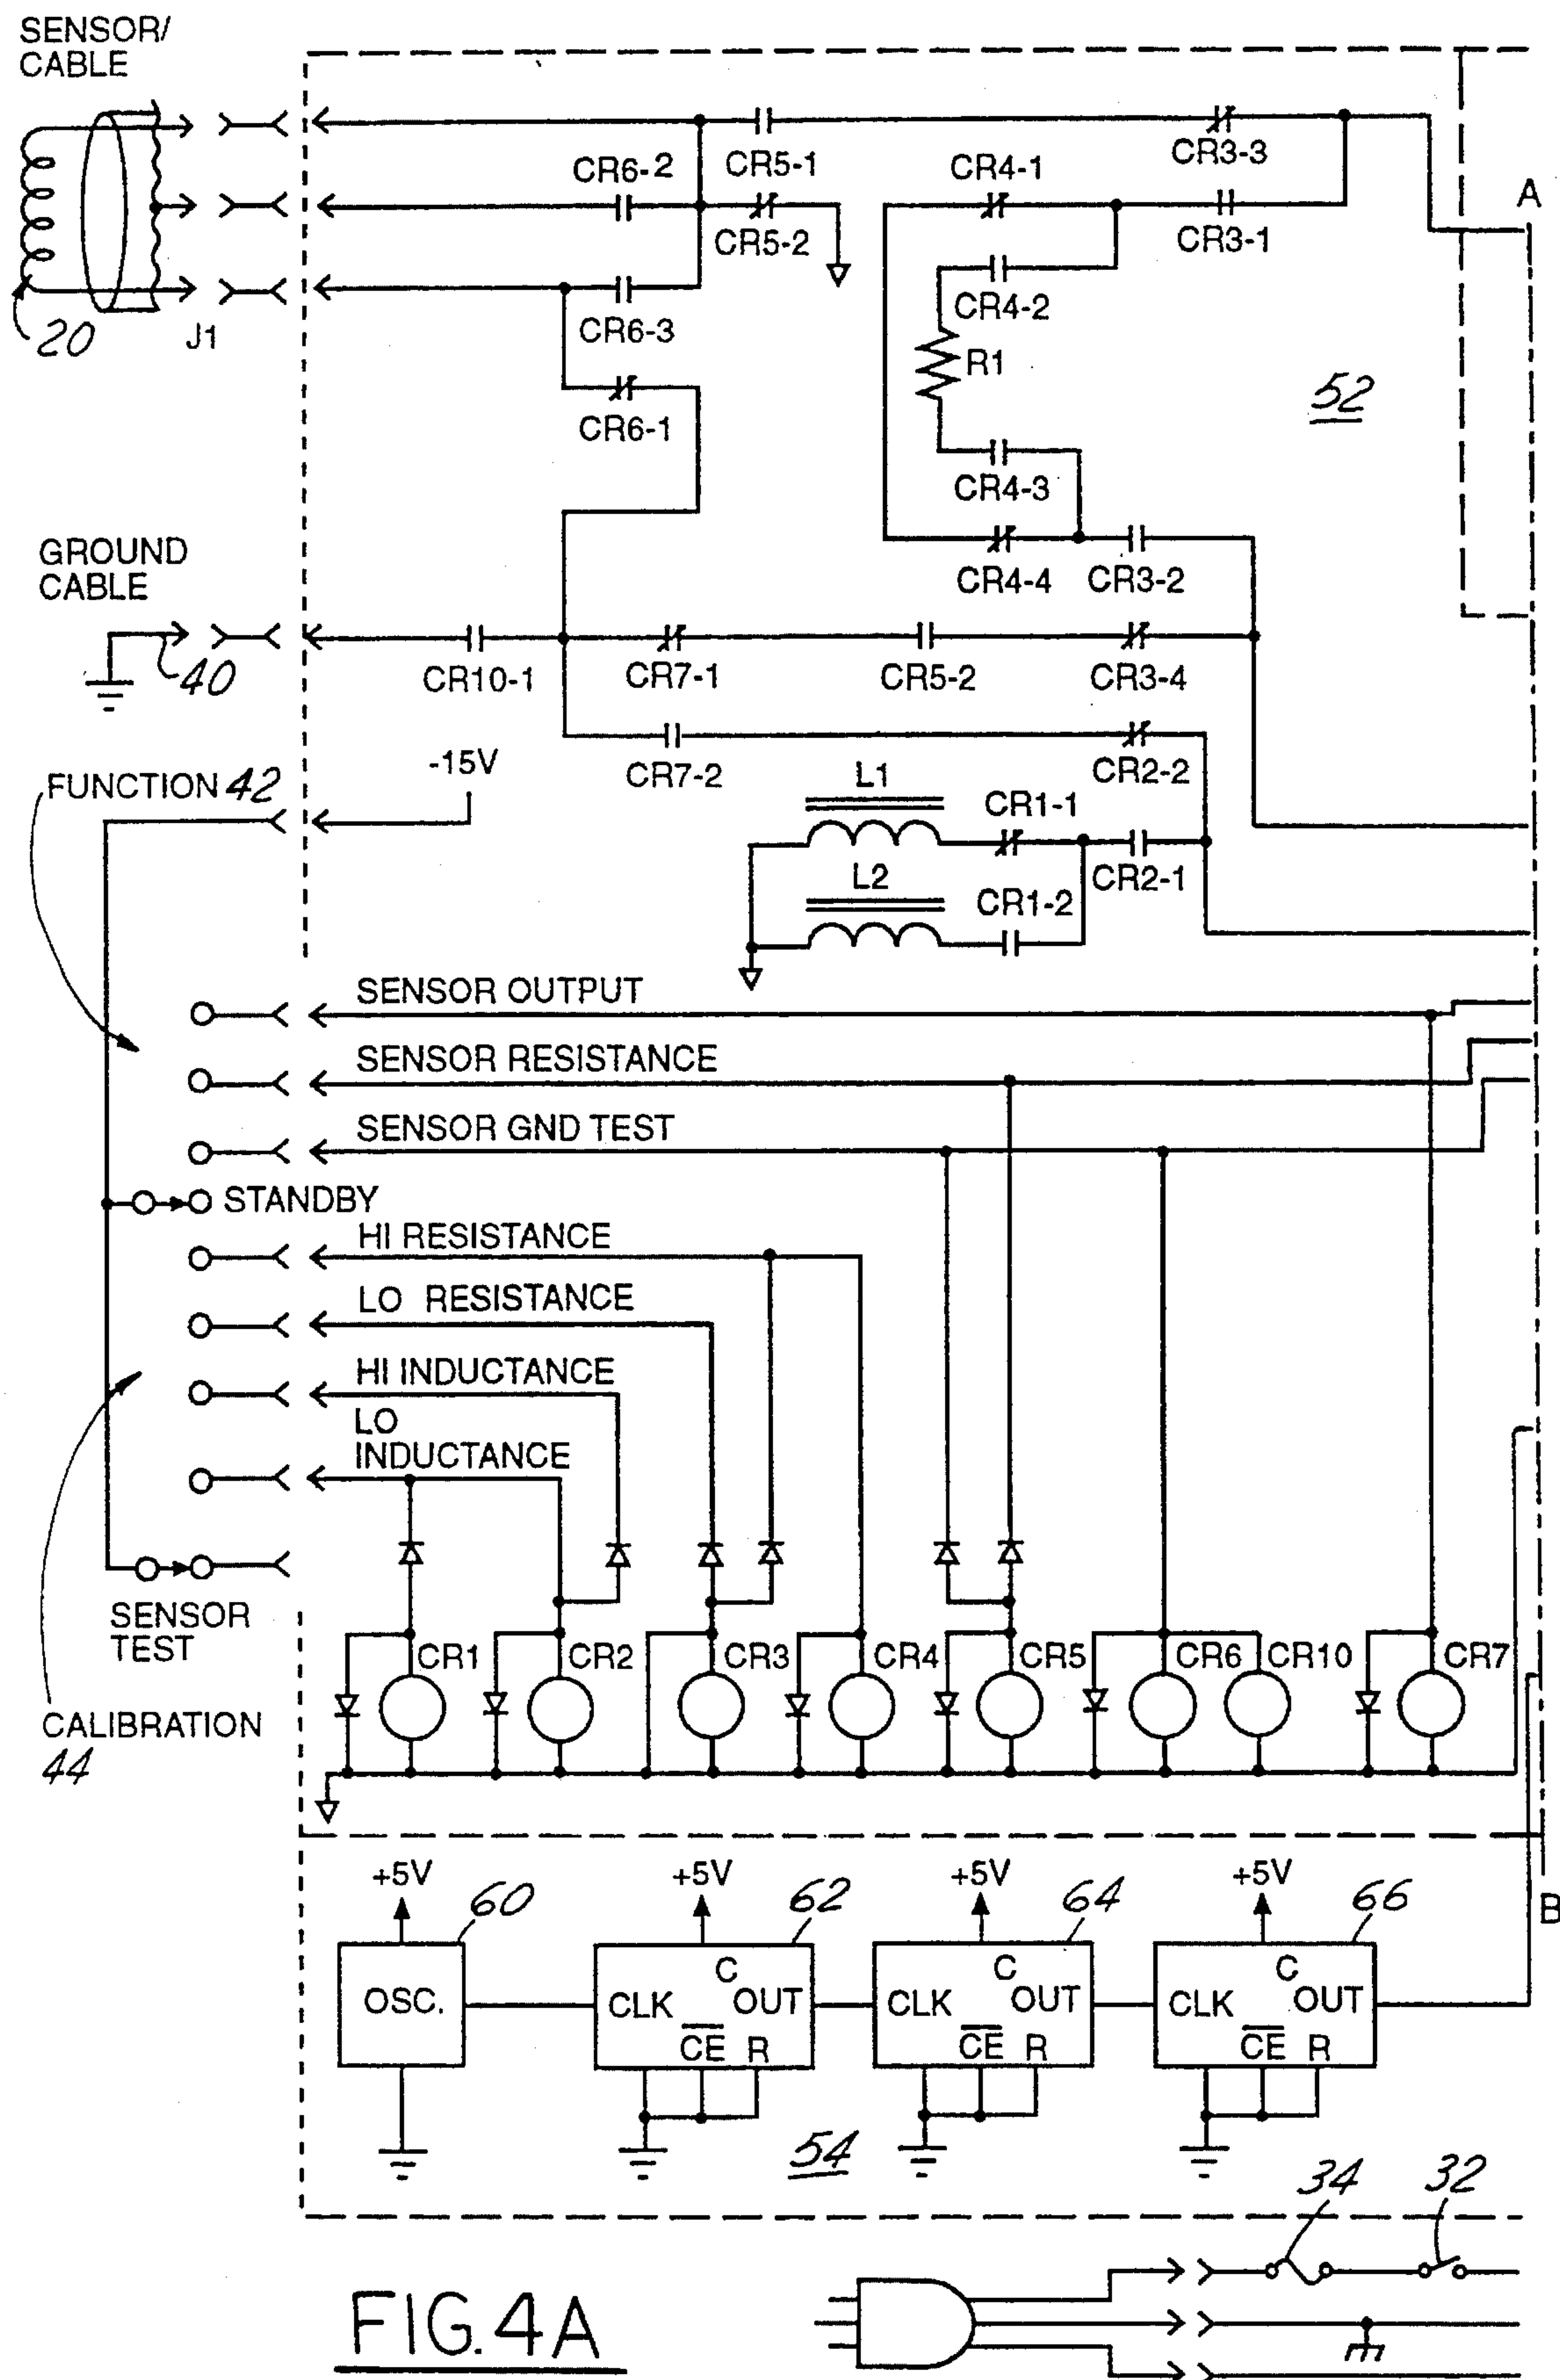 SENSOR/
CABLE
CR6-2
CR5-1
CR3-3
CR4-1
A
CR5-2
CR3-1
CR4-2
CR6-3
20
J1
R1
52
CR6-1
CR4-3
GROUND
CABLE
CR4-4
CR3-2
40
CR10-1
CR7-1
CR5-2
CR3-4
-15V
CR7-2
CR2-2
FUNCTION 42
L1
CR1-1
L2
CR1-2
CR2-1
SENSOR OUTPUT
SENSOR RESISTANCE
SENSOR GND TEST
STANDBY
HI RESISTANCE
LO RESISTANCE
HI INDUCTANCE
LO
INDUCTANCE
SENSOR
TEST
CR1
CR2
CR3
CR4
CR5
CR6
CR10
CR7
CALIBRATION
44
+5V
60
+5V
62
+5V
64
+5V
66
B
OSC.
C
CLK
OUT
CE
R
C
CLK
OUT
CE
R
C
CLK
OUT
CE
R
54
34
32
FIG.4A